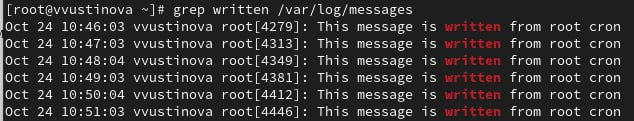 [root@vvustinova ~]# grep written /var/log/messages
Oct 24 10:46:03 vvustinova root[4279]: This message is written from root cron
Oct 24 10:47:03 vvustinova root[4313]: This message is written from root cron
Oct 24 10:48:04 vvustinova root[4349]: This message is written from root cron
Oct 24 10:49:03 vvustinova root[4381]: This message is written from root cron
Oct 24 10:50:04 vvustinova root[4412]: This message is written from root cron
Oct 24 10:51:03 vvustinova root[4446]: This message is written from root cron